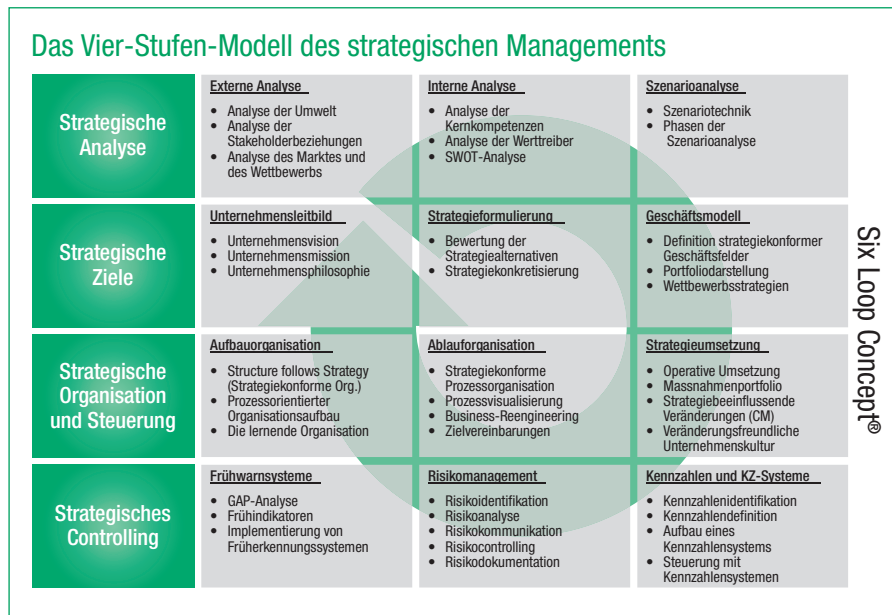 Das Vier-Stufen-Modell des strategischen Managements
Strategische
Analyse
Externe Analyse
• Analyse der Umwelt
• Analyse der
Stakeholderbeziehungen
• Analyse des Marktes und
des Wettbewerbs
Interne Analyse
• Analyse der
Kernkompetenzen
• Analyse der Werttreiber
• SWOT-Analyse
Szenarioanalyse
• Szenariotechnik
• Phasen der
Szenarioanalyse
Strategische
Ziele
Unternehmensleitbild
• Unternehmensvision
• Unternehmensmission
• Unternehmensphilosophie
Strategieformulierung
• Bewertung der
Strategiealternativen
• Strategiekonkretisierung
Geschäftsmodell
• Definition strategiekonformer
Geschäftsfelder
• Portfoliodarstellung
• Wettbewerbsstrategien
Strategische
Organisation
und Steuerung
Aufbauorganisation
• Structure follows Strategy
(Strategiekonforme Org.)
• Prozessorientierter
Organisationsaufbau
• Die lernende Organisation
Ablauforganisation
• Strategiekonforme
Prozessorganisation
• Prozessvisualisierung
• Business-Reengineering
• Zielvereinbarungen
Strategieumsetzung
• Operative Umsetzung
• Massnahmenportfolio
• Strategiebeeinflussende
Veränderungen (CM)
• Veränderungsfreundliche
Unternehmenskultur
Strategisches
Controlling
Frühwarnsysteme
• GAP-Analyse
• Frühindikatoren
• Implementierung von
Früherkennungssystemen
Risikomanagement
• Risikoidentifikation
• Risikoanalyse
• Risikokommunikation
• Risikocontrolling
• Risikodokumentation
Kennzahlen und KZ-Systeme
• Kennzahlenidentifikation
• Kennzahlendefinition
• Aufbau eines
Kennzahlensystems
• Steuerung mit
Kennzahlensystemen
Six Loop Concept®